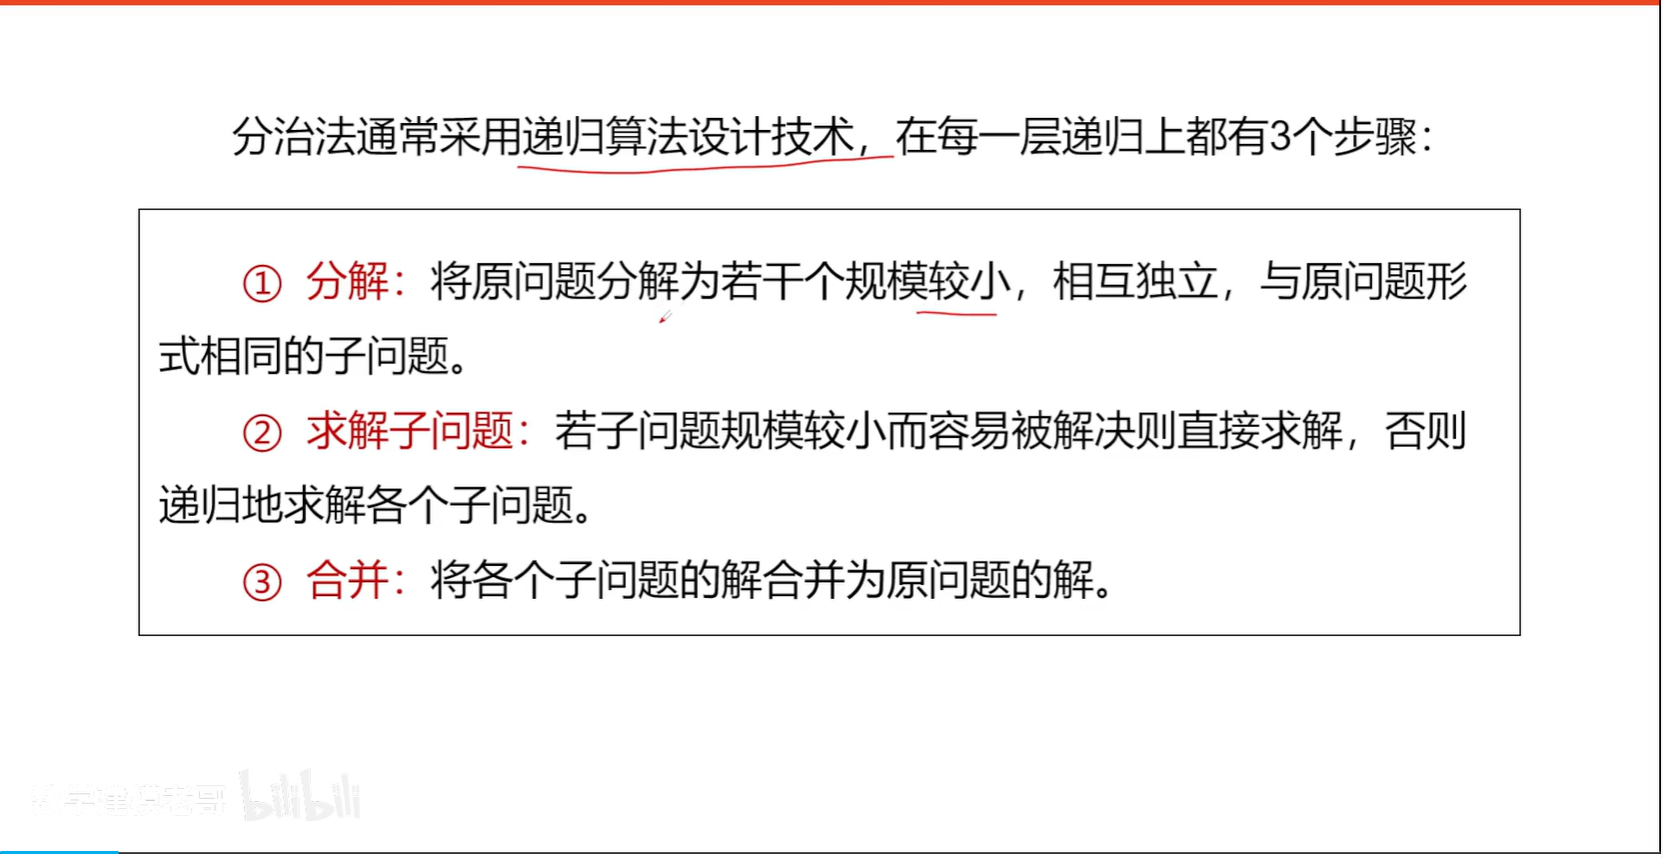 分治法通常采用递归算法设计技术，在每一层递归上都有3个步骤：
① 分解：将原问题分解为若干个规模较小，相互独立，与原问题形
式相同的子问题。
② 求解子问题：若子问题规模较小而容易被解决则直接求解，否则
递归地求解各个子问题。
③ 合并：将各个子问题的解合并为原问题的解。
数学建模老哥 bilibili